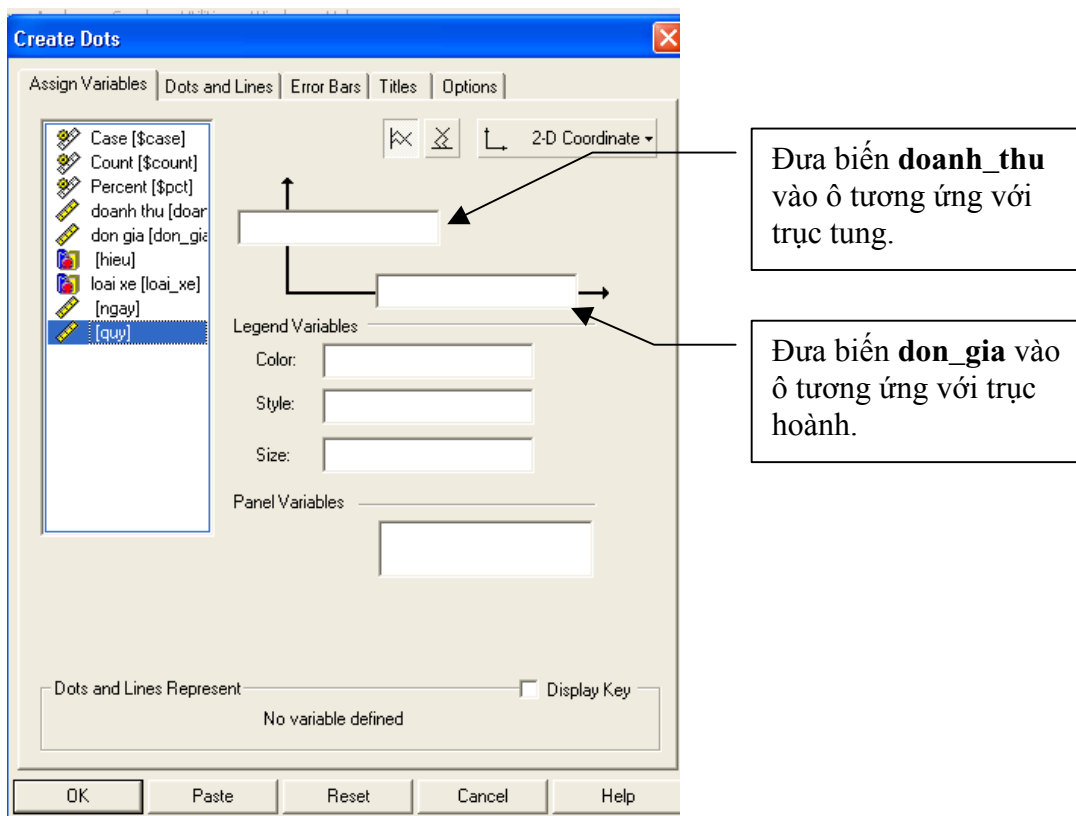 Create Dots
Assign Variables Dots and Lines Error Bars Titles Options
Case [$case]
Count [$count]
Percent [$pct]
doanh thu [doar
don gia [don_gia
[hieu]
loai xe [loai_xe]
[ngay]
[quy]
2-D Coordinate
Legend Variables
Color:
Style:
Size:
Panel Variables
Dots and Lines Represent
Display Key
No variable defined
OK Paste Reset Cancel Help
Đưa biến doanh_thu
vào ô tương ứng với
trục tung.
Đưa biến don_gia vào
ô tương ứng với trục
hoành.